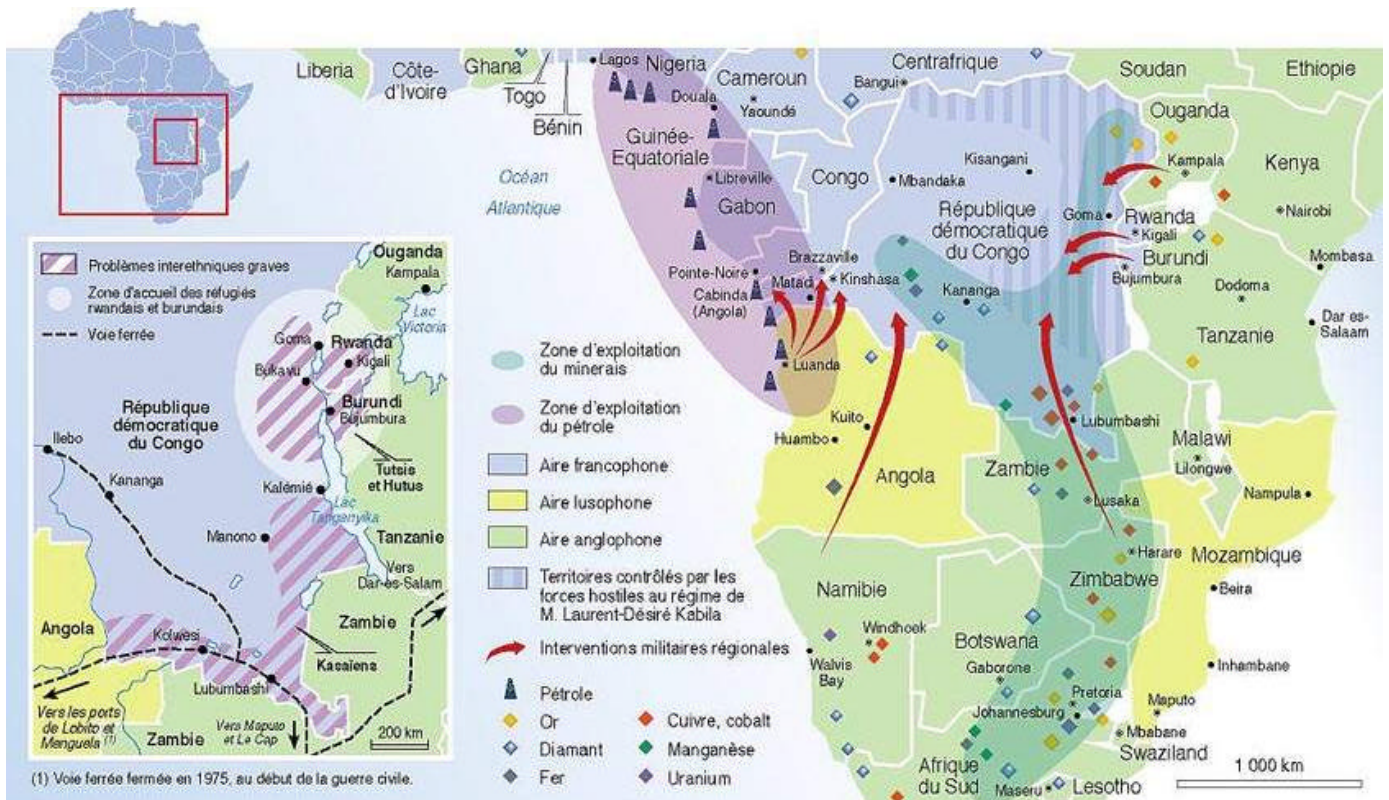 Liberia
Côte-
d'Ivoire
Ghana
Togo
Bénin
Lagos
Nigeria
Douala
Cameroun
Yaoundé
Centrafrique
Bangui
Soudan
Ethiopie
Guinée-
Equatoriale
Libreville
Gabon
Congo
Mbandaka
Kisangani
République
démocratique
du Congo
Ouganda
Kampala
Kenya
Nairobi
Goma
Rwanda
Kigali
Burundi
Bujumbura
Mombasa
Dodoma
Dar es-
Salaam
Tanzanie
Océan
Atlantique
Pointe-Noire
Cabinda
(Angola)
Brazzaville
Matadi
Kinshasa
Kananga
Luanda
Kuito
Huambo
Angola
Lubumbashi
Zambie
Lusaka
Malawi
Lilongwe
Nampula
Harare
Mozambique
Zimbabwe
Beira
Namibie
Windhoek
Walvis
Bay
Botswana
Gaborone
Inhambane
Pretoria
Johannesburg
Maputo
Mbabane
Swaziland
Afrique
du Sud
Maseru
Lesotho
1 000 km
Problèmes interethniques graves
Zone d'accueil des réfugiés
rwandais et burundais
Voie ferrée
Ouganda
Kampala
Lac
Victoria
Goma
Rwanda
Kigali
Bukavu
Burundi
Bujumbura
République
démocratique
du Congo
Ilebo
Kananga
Tutsis
et Hutus
Kalémié
Lac
Tanganyika
Manono
Tanzanie
Vers
Dar-es-Salam
Angola
Kolwesi
Zambie
Kasaïens
Lubumbashi
Vers les ports
de Lobito et
Menguela (1)
Zambie
Vers Maputo
et Le Cap
200 km
(1) Voie ferrée fermée en 1975, au début de la guerre civile.
Zone d'exploitation
du minerais
Zone d'exploitation
du pétrole
Aire francophone
Aire lusophone
Aire anglophone
Territoires contrôlés par les
forces hostiles au régime de
M. Laurent-Désiré Kabila
Interventions militaires régionales
Pétrole
Or
Diamant
Fer
Cuivre, cobalt
Manganèse
Uranium